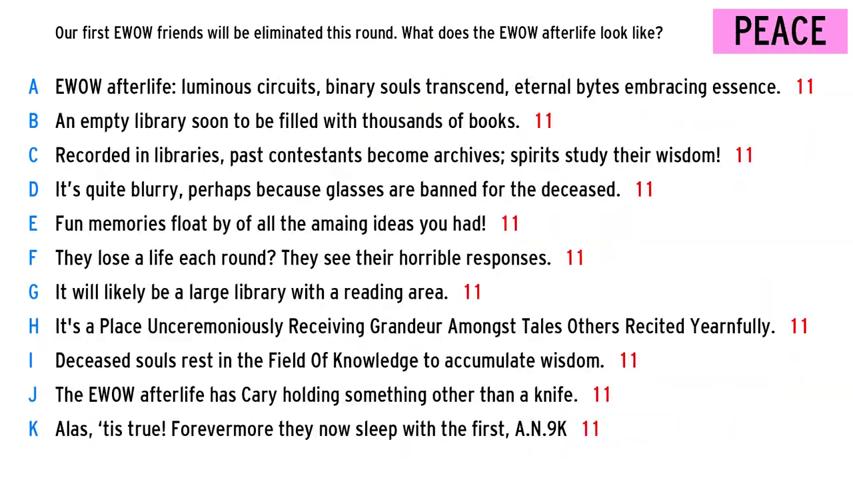 Our first EWOW friends will be eliminated this round. What does the EWOW afterlife look like?
PEACE
A EWOW afterlife: luminous circuits, binary souls transcend, eternal bytes embracing essence. 11
B An empty library soon to be filled with thousands of books. 11
C Recorded in libraries, past contestants become archives; spirits study their wisdom! 11
D It's quite blurry, perhaps because glasses are banned for the deceased. 11
E Fun memories float by of all the amaing ideas you had! 11
F They lose a life each round? They see their horrible responses. 11
G It will likely be a large library with a reading area. 11
H It's a Place Unceremoniously Receiving Grandeur Amongst Tales Others Recited Yearnfully. 11
I Deceased souls rest in the Field Of Knowledge to accumulate wisdom. 11
J The EWOW afterlife has Cary holding something other than a knife. 11
K Alas, ‘tis true! Forevermore they now sleep with the first, A.N.9K 11